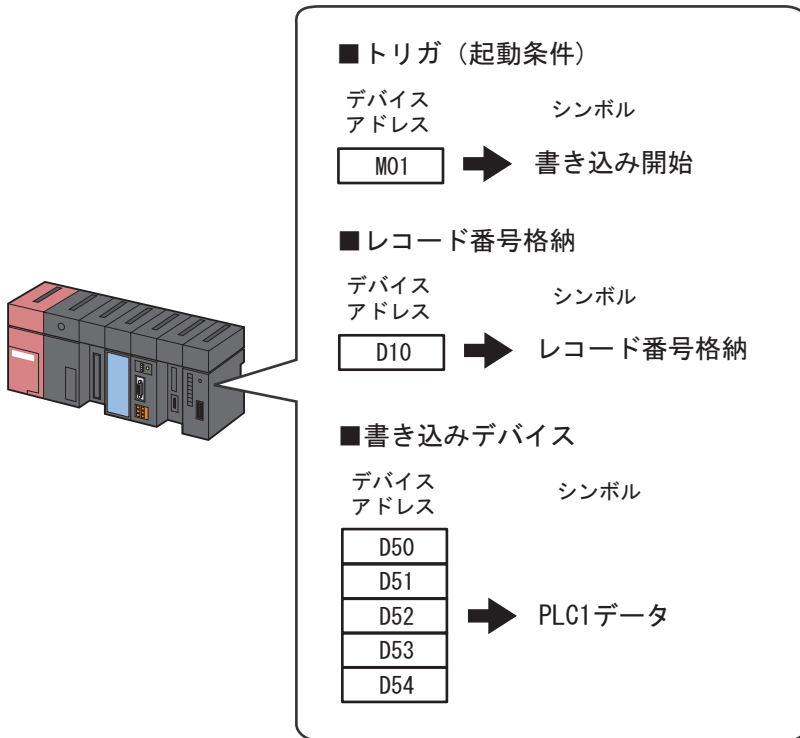 ■トリガ（起動条件）
デバイス
アドレス
シンボル
M01
書き込み開始
■レコード番号格納
デバイス
アドレス
シンボル
D10
レコード番号格納
■書き込みデバイス
デバイス
アドレス
シンボル
D50
D51
D52
D53
D54
PLC1データ